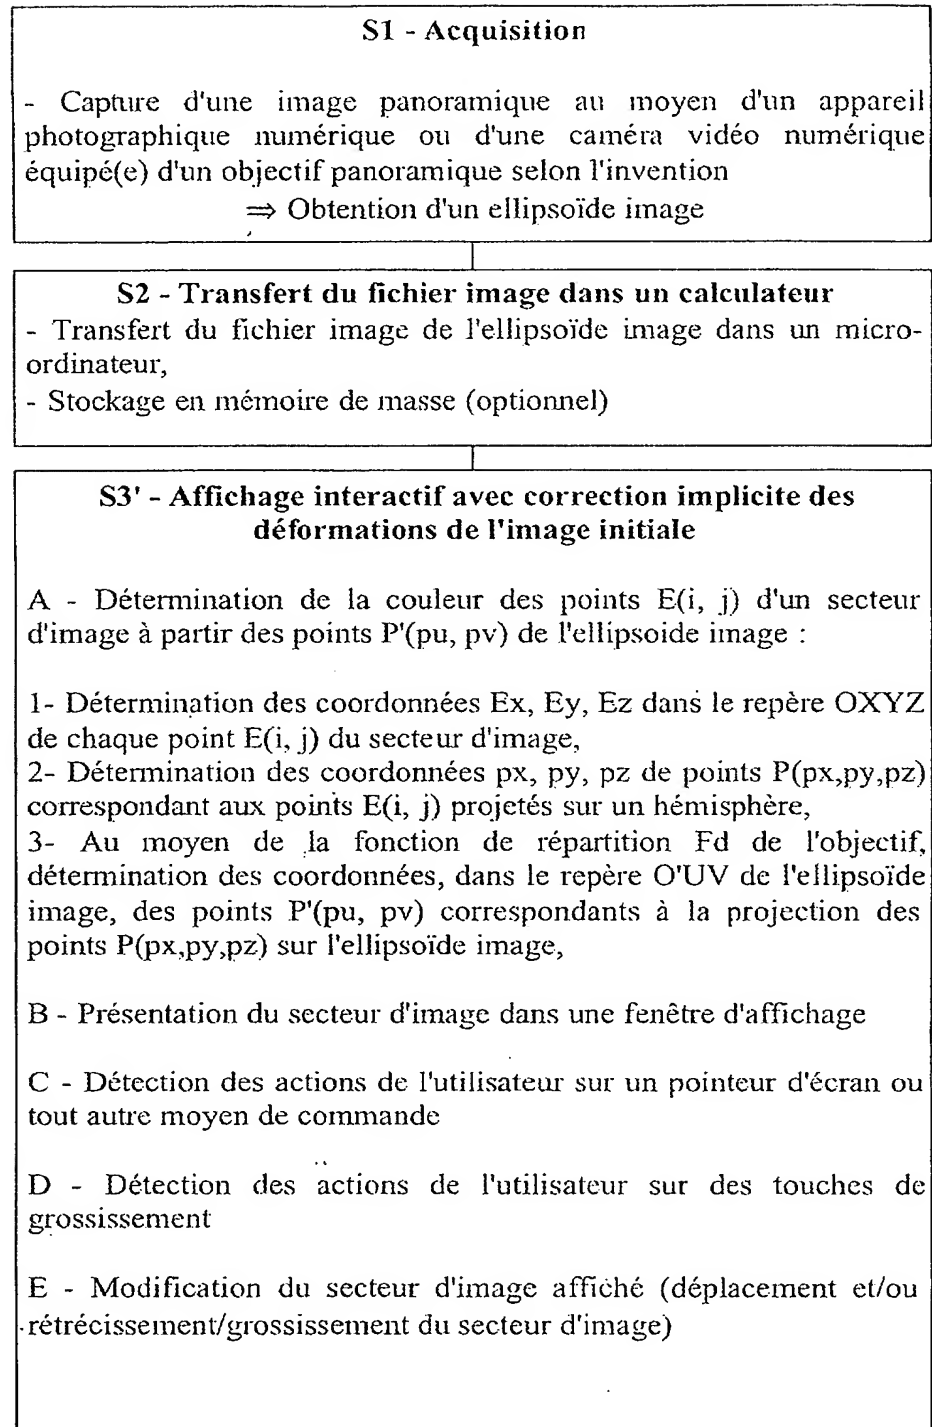 S1 - Acquisition
- Capture d'une image panoramique au moyen d'un appareil
photographique numérique ou d'une caméra vidéo numérique
équipé(e) d'un objectif panoramique selon l'invention
⇒ Obtention d'un ellipsoïde image
S2 - Transfert du fichier image dans un calculateur
- Transfert du fichier image de l'ellipsoïde image dans un micro-
ordinateur,
- Stockage en mémoire de masse (optionnel)
S3' - Affichage interactif avec correction implicite des
déformations de l'image initiale
A - Détermination de la couleur des points E(i, j) d'un secteur
d'image à partir des points P'(pu, pv) de l'ellipsoide image :
1- Détermination des coordonnées Ex, Ey, Ez dans le repère OXYZ
de chaque point E(i, j) du secteur d'image,
2- Détermination des coordonnées px, py, pz de points P(px,py,pz)
correspondant aux points E(i, j) projetés sur un hémisphère,
3- Au moyen de la fonction de répartition Fd de l'objectif,
détermination des coordonnées, dans le repère O'UV de l'ellipsoïde
image, des points P'(pu, pv) correspondants à la projection des
points P(px,py,pz) sur l'ellipsoïde image,
B - Présentation du secteur d'image dans une fenêtre d'affichage
C - Détection des actions de l'utilisateur sur un pointeur d'écran ou
tout autre moyen de commande
D - Détection des actions de l'utilisateur sur des touches de
grossissement
E - Modification du secteur d'image affiché (déplacement et/ou
rétrécissement/grossissement du secteur d'image)